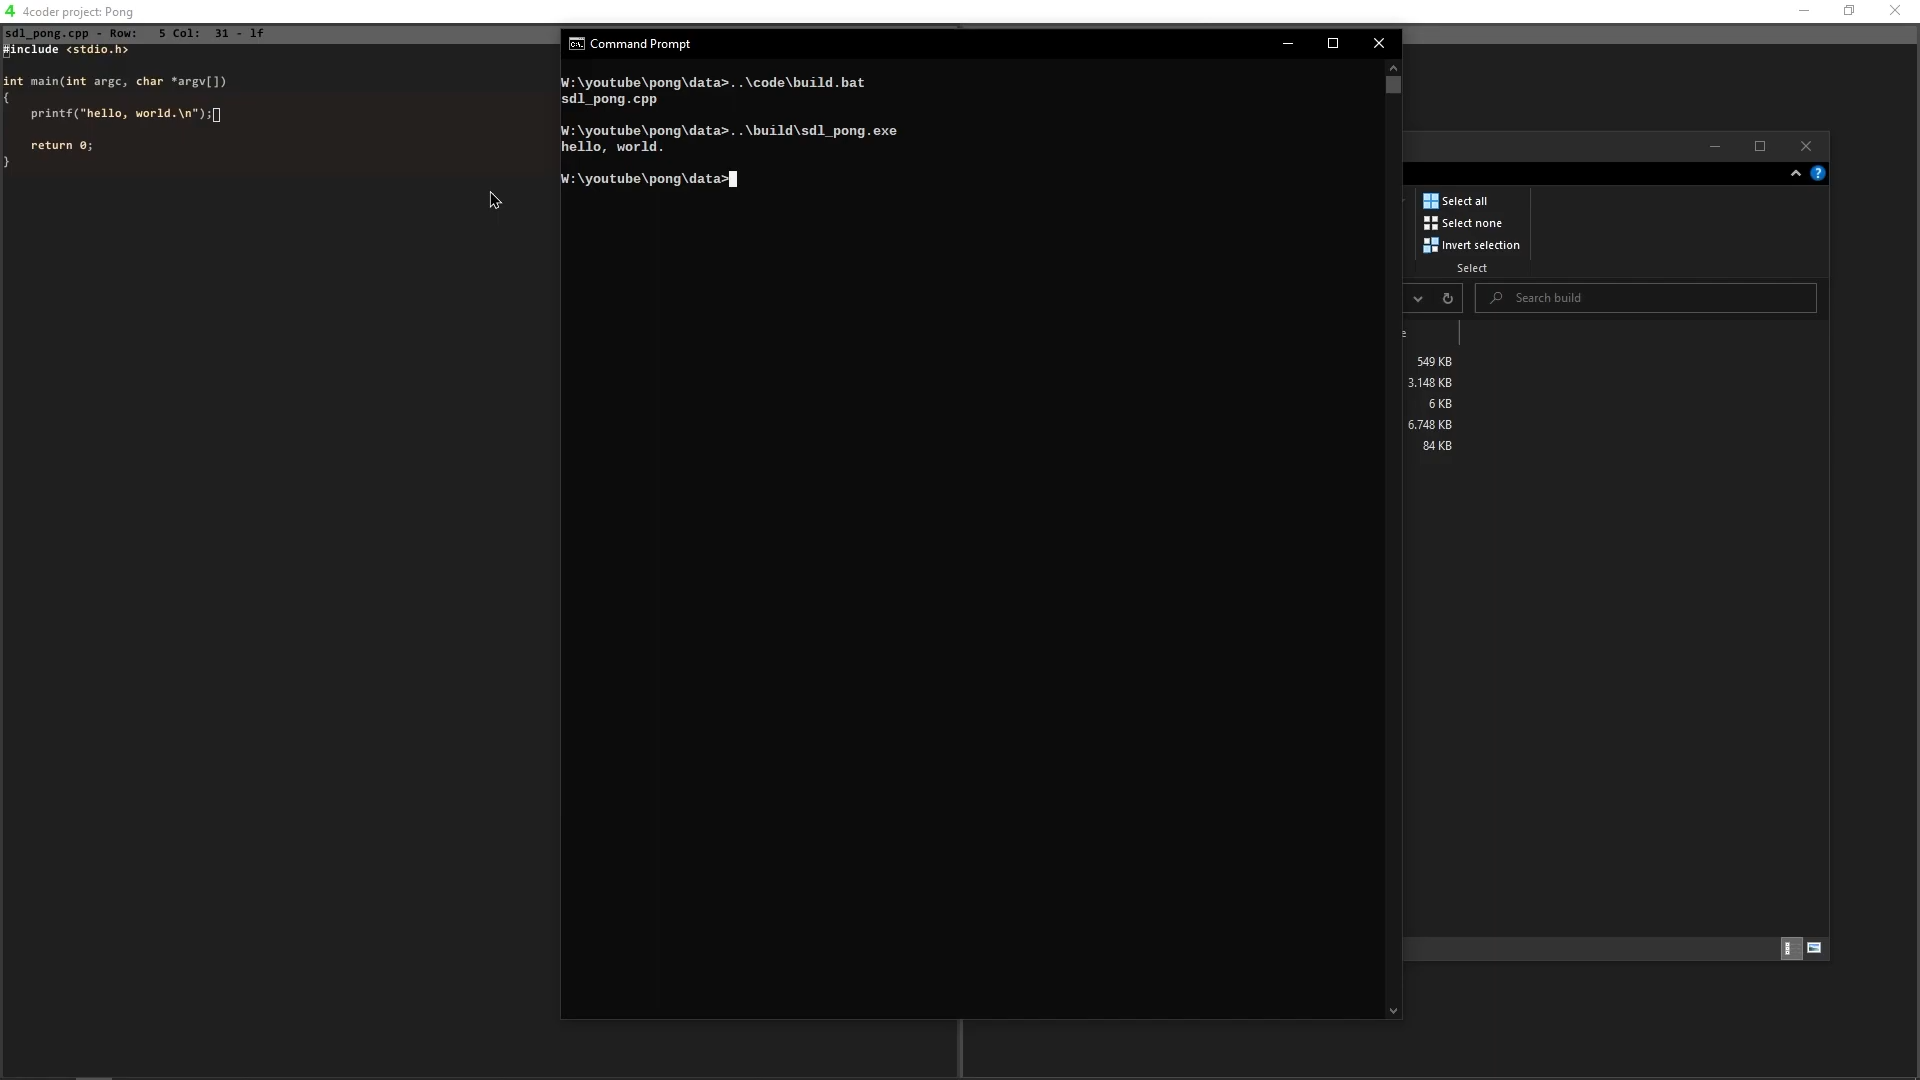 4coder project: Pong
sdl_pong.cpp - Row:   5 Col:  31 - lf
#include <stdio.h>
int main(int argc, char *argv[])
{
    printf("hello, world.\n");
    return 0;
}
Command Prompt
W:\youtube\pong\data>..\code\build.bat
sdl_pong.cpp
W:\youtube\pong\data>..\build\sdl_pong.exe
hello, world.
W:\youtube\pong\data>
Select all
Select none
Invert selection
Select
Search build
549 KB
3.148 KB
6 KB
6.748 KB
84 KB